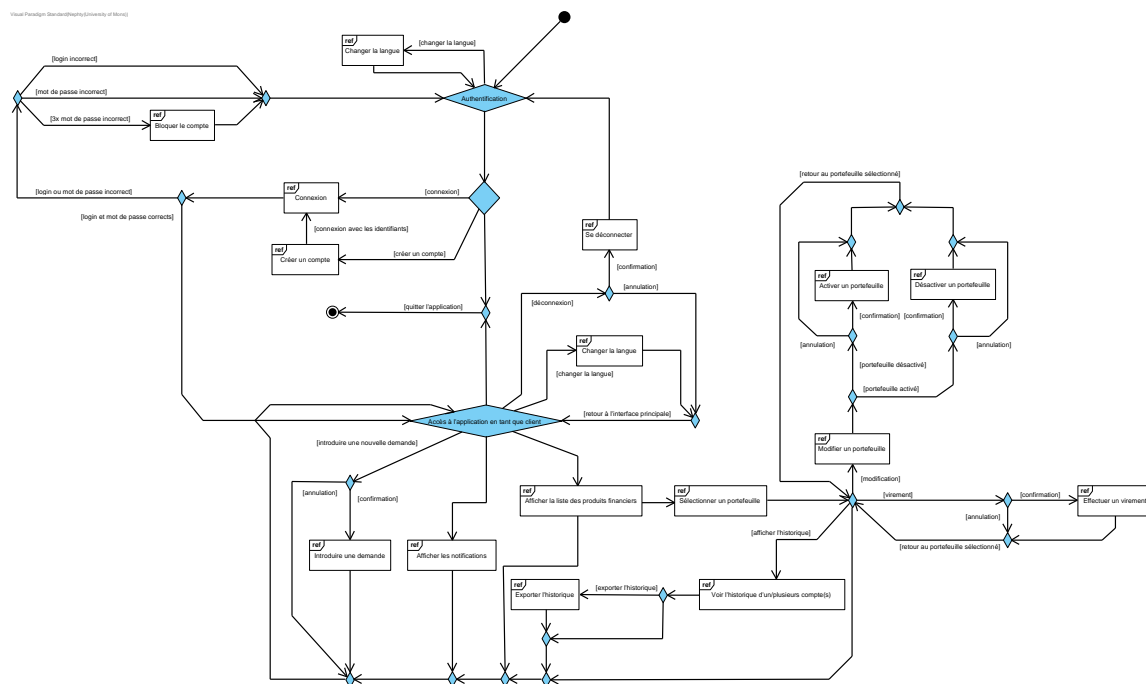 Visual Paradigm Standard(Nephty(University of Mons))
ref
Changer la langue
[changer la langue]
[login incorrect]
[mot de passe incorrect]
Authentification
[3x mot de passe incorrect]
ref
Bloquer le compte
[retour au portefeuille sélectionné]
[login ou mot de passe incorrect]
ref
Connexion
[connexion]
[login et mot de passe corrects]
[connexion avec les identifiants]
ref
Se déconnecter
ref
Créer un compte
[créer un compte]
[confirmation]
ref
Activer un portefeuille
ref
Désactiver un portefeuille
[annulation]
[déconnexion]
[quitter l'application]
[confirmation]
[confirmation]
ref
Changer la langue
[annulation]
[annulation]
[changer la langue]
[portefeuille désactivé]
[portefeuille activé]
Accès à l'application en tant que client
[retour à l'interface principale]
[introduire une nouvelle demande]
ref
Modifier un portefeuille
[modification]
[annulation]
[confirmation]
ref
Afficher la liste des produits financiers
ref
Sélectionner un portefeuille
[virement]
[confirmation]
ref
Effectuer un virement
[annulation]
[afficher l'historique]
[retour au portefeuille sélectionné]
ref
Introduire une demande
ref
Afficher les notifications
ref
Exporter l'historique
[exporter l'historique]
ref
Voir l'historique d'un/plusieurs compte(s)